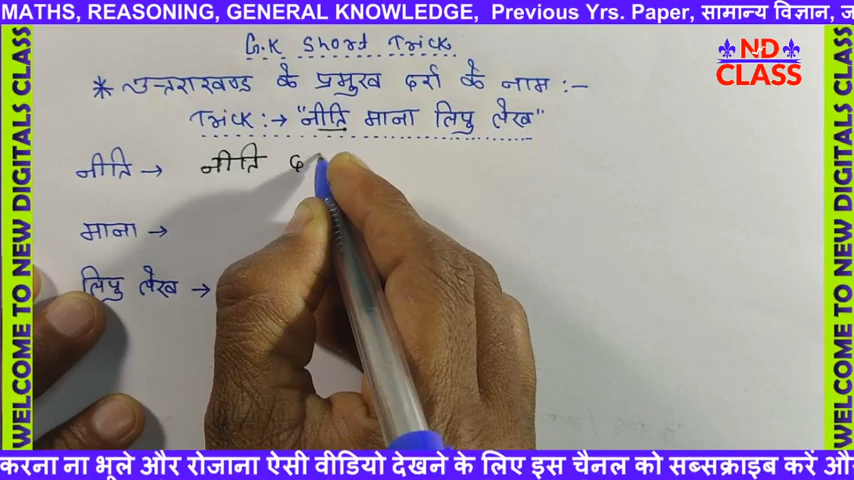 MATHS, REASONING, GENERAL KNOWLEDGE, Previous Yrs. Paper, सामान्य विज्ञान,
G.K Short Trick
ND
CLASS
* उत्तराखण्ड के प्रमुख दर्रो के नाम :-
Trick :→ "नीति माना लिपु लेख"
नीति → नीति द
माना →
लिपु लेख →
WELCOME TO NEW DIGITALS CLASS
WELCOME TO NEW DIGITALS CLASS
करना ना भूले और रोजाना ऐसी वीडियो देखने के लिए इस चैनल को सब्सक्राइब करें